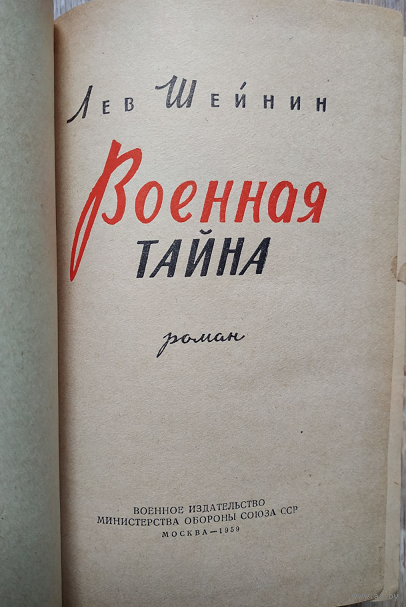 Лев Шейнин
Военная
ТАЙНА
роман
ВОЕННОЕ ИЗДАТЕЛЬСТВО
МИНИСТЕРСТВА ОБОРОНЫ СОЮЗА ССР
МОСКВА—1959